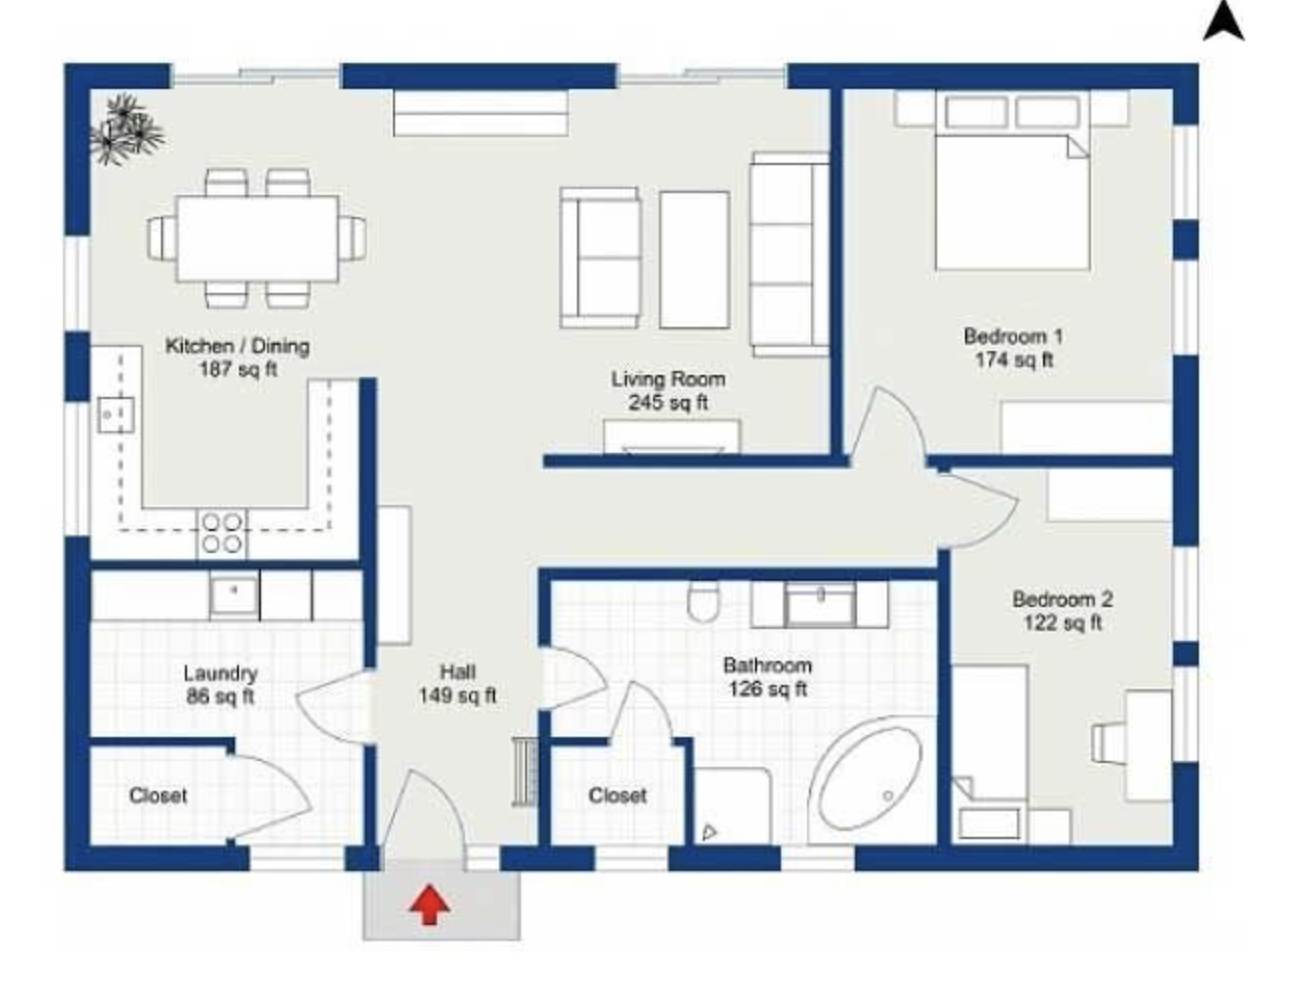 Kitchen / Dining
187 sq ft
Living Room
245 sq ft
Bedroom 1
174 sq ft
Bedroom 2
122 sq ft
Laundry
86 sq ft
Hall
149 sq ft
Bathroom
126 sq ft
Closet
Closet